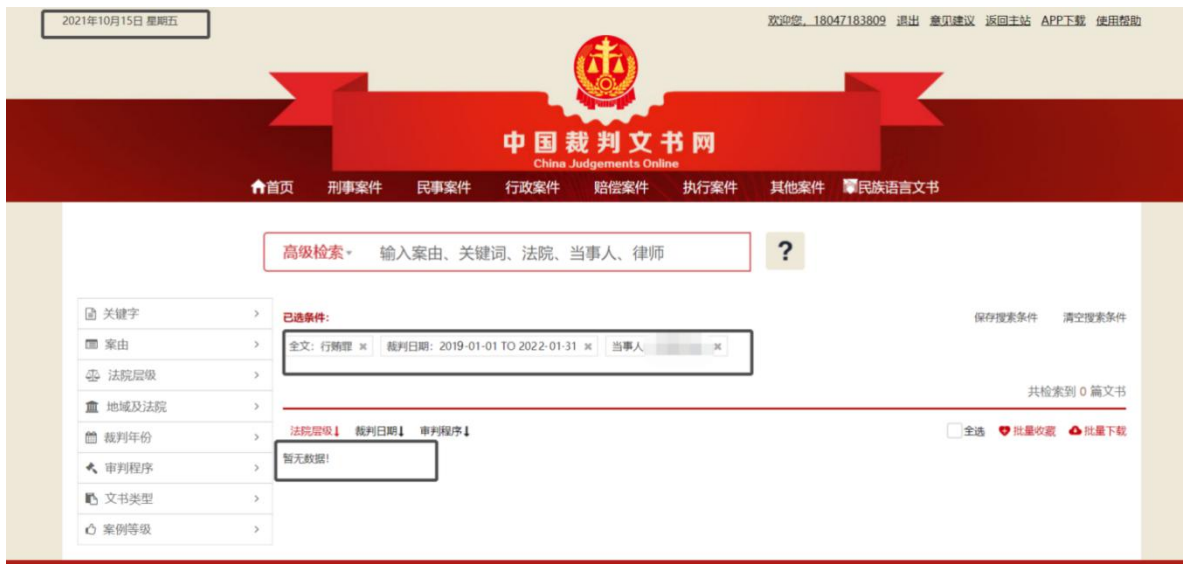 2021年10月15日 星期五
欢迎您，18047183809 退出 意见建议 返回主站 APP下载 使用帮助
中国裁判文书网
China Judgements Online
首页 刑事案件 民事案件 行政案件 赔偿案件 执行案件 其他案件 民族语言文书
高级检索 输入案由、关键词、法院、当事人、律师 ?
关键字
案由
法院层级
地域及法院
裁判年份
审判程序
文书类型
案例等级
已选条件:
保存搜索条件 清空搜索条件
全文：行贿罪 × 裁判日期：2019-01-01 TO 2022-01-31 × 当事人 ×
共检索到 0 篇文书
法院层级↓ 裁判日期↓ 审判程序↓
全选 批量收藏 批量下载
暂无数据!